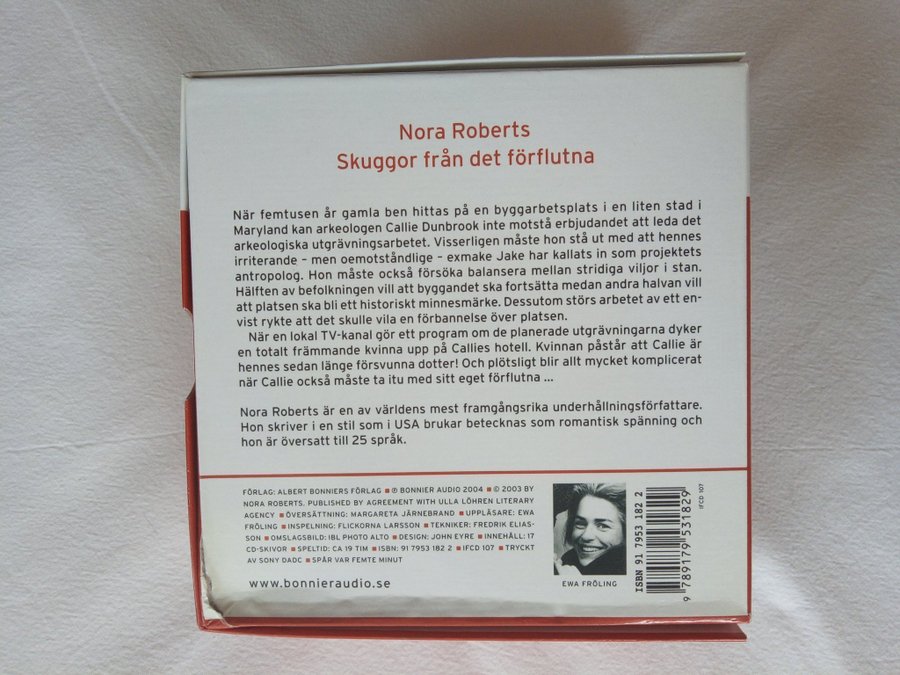 Nora Roberts
Skuggor från det förflutna
När femtusen år gamla ben hittas på en byggarbetsplats i en liten stad i
Maryland kan arkeologen Callie Dunbrook inte motstå erbjudandet att leda det
arkeologiska utgrävningsarbetet. Visserligen måste hon stå ut med att hennes
irriterande – men oemotståndlige – exmake Jake har kallats in som projektets
antropolog. Hon måste också försöka balansera mellan stridiga viljor i stan.
Hälften av befolkningen vill att byggandet ska fortsätta medan andra halvan vill
att platsen ska bli ett historiskt minnesmärke. Dessutom störs arbetet av ett en-
vist rykte att det skulle vila en förbannelse över platsen.
När en lokal TV-kanal gör ett program om de planerade utgrävningarna dyker
en totalt främmande kvinna upp på Callies hotell. Kvinnan påstår att Callie är
hennes sedan länge försvunna dotter! Och plötsligt blir allt mycket komplicerat
när Callie också måste ta itu med sitt eget förflutna ...
Nora Roberts är en av världens mest framgångsrika underhållningsförfattare.
Hon skriver i en stil som i USA brukar betecknas som romantisk spänning och
hon är översatt till 25 språk.
FÖRLAG: ALBERT BONNIERS FÖRLAG ■ ℗ BONNIER AUDIO 2004 ■ © 2003 BY
NORA ROBERTS. PUBLISHED BY AGREEMENT WITH ULLA LÖHREN LITERARY
AGENCY ■ ÖVERSÄTTNING: MARGARETA JÄRNEBRAND ■ UPPLÄSARE: EWA
FRÖLING ■ INSPELNING: FLICKORNA LARSSON ■ TEKNIKER: FREDRIK ELIAS-
SON ■ OMSLAGSBILD: IBL PHOTO ALTO ■ DESIGN: JOHN EYRE ■ INNEHÅLL: 17
CD-SKIVOR ■ SPELTID: CA 19 TIM ■ ISBN: 91 7953 182 2 ■ IFCD 107 ■ TRYCKT
AV SONY DADC ■ SPÅR VAR FEMTE MINUT
www.bonnieraudio.se
EWA FRÖLING
ISBN 91 7953 182 2
9 789179 531829
IFCD 107